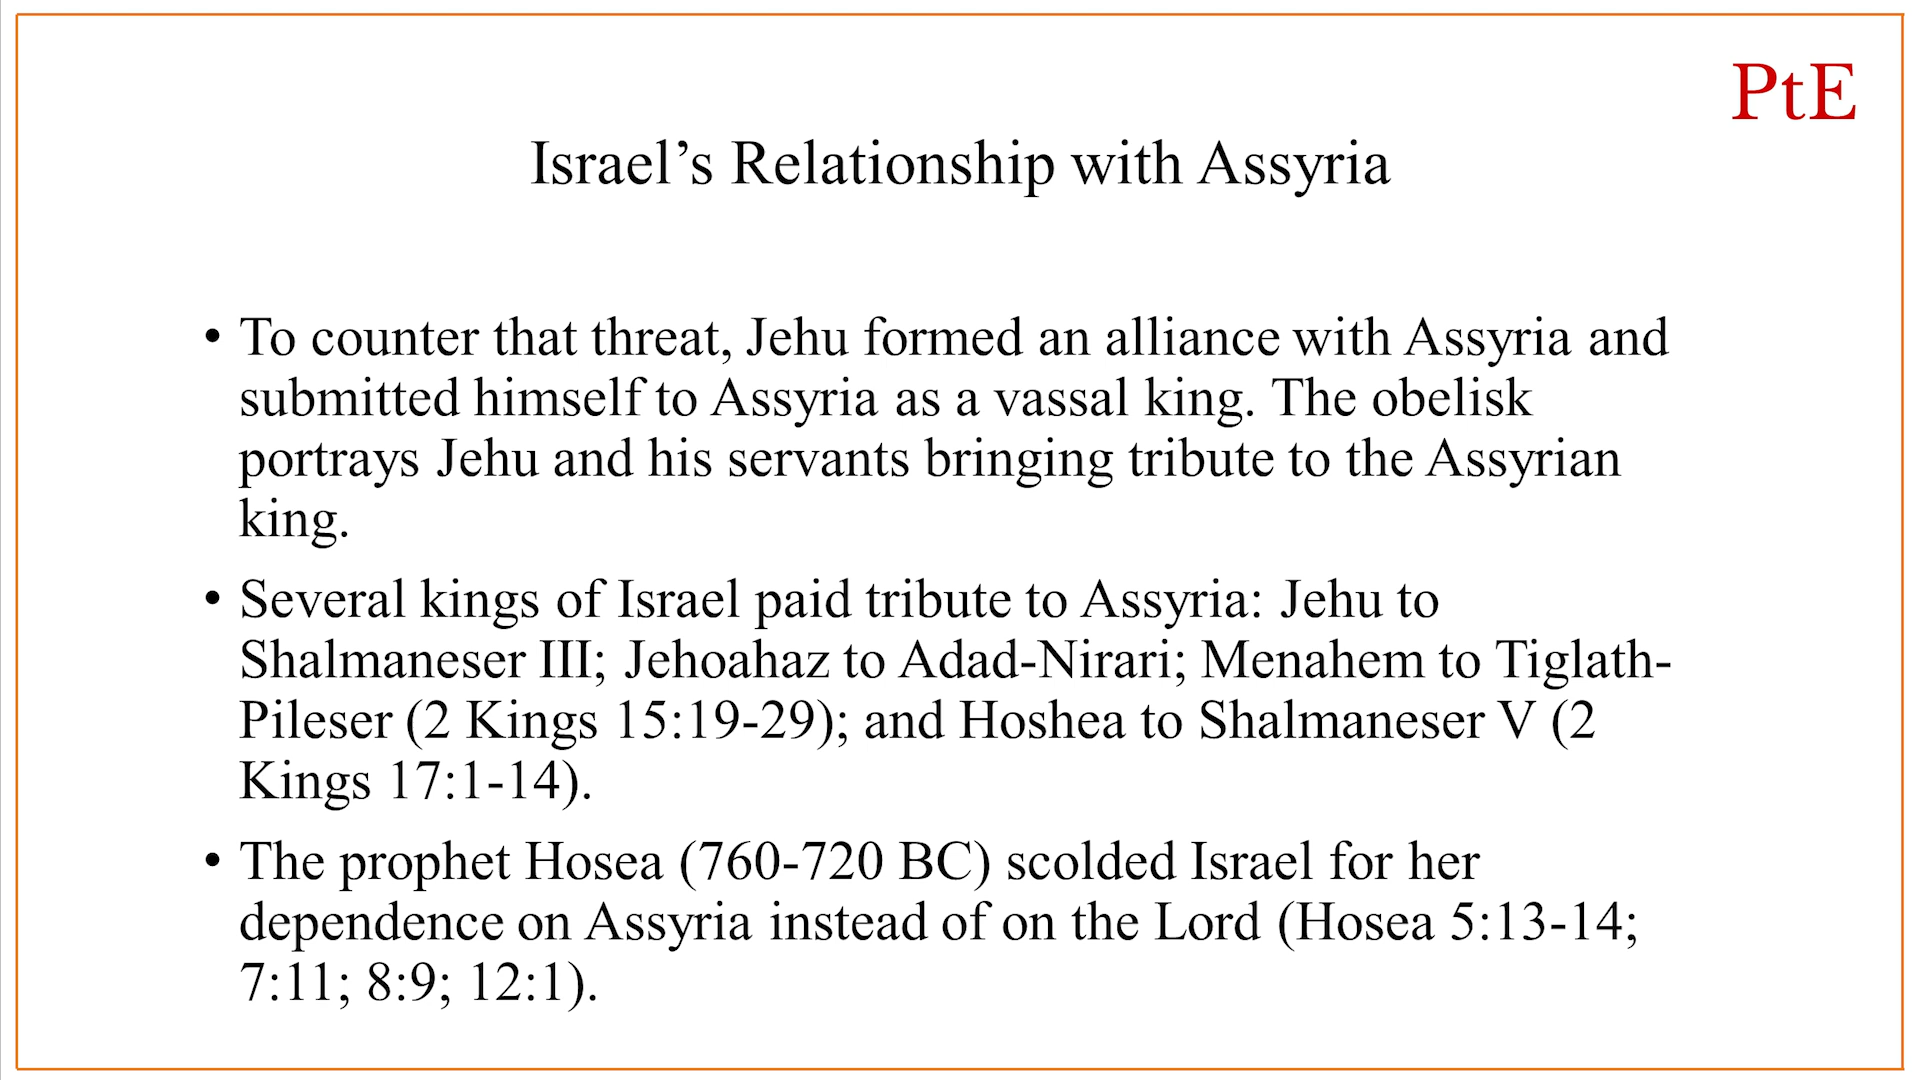 PtE
Israel’s Relationship with Assyria
• To counter that threat, Jehu formed an alliance with Assyria and
submitted himself to Assyria as a vassal king. The obelisk
portrays Jehu and his servants bringing tribute to the Assyrian
king.
• Several kings of Israel paid tribute to Assyria: Jehu to
Shalmaneser III; Jehoahaz to Adad-Nirari; Menahem to Tiglath-
Pileser (2 Kings 15:19-29); and Hoshea to Shalmaneser V (2
Kings 17:1-14).
• The prophet Hosea (760-720 BC) scolded Israel for her
dependence on Assyria instead of on the Lord (Hosea 5:13-14;
7:11; 8:9; 12:1).